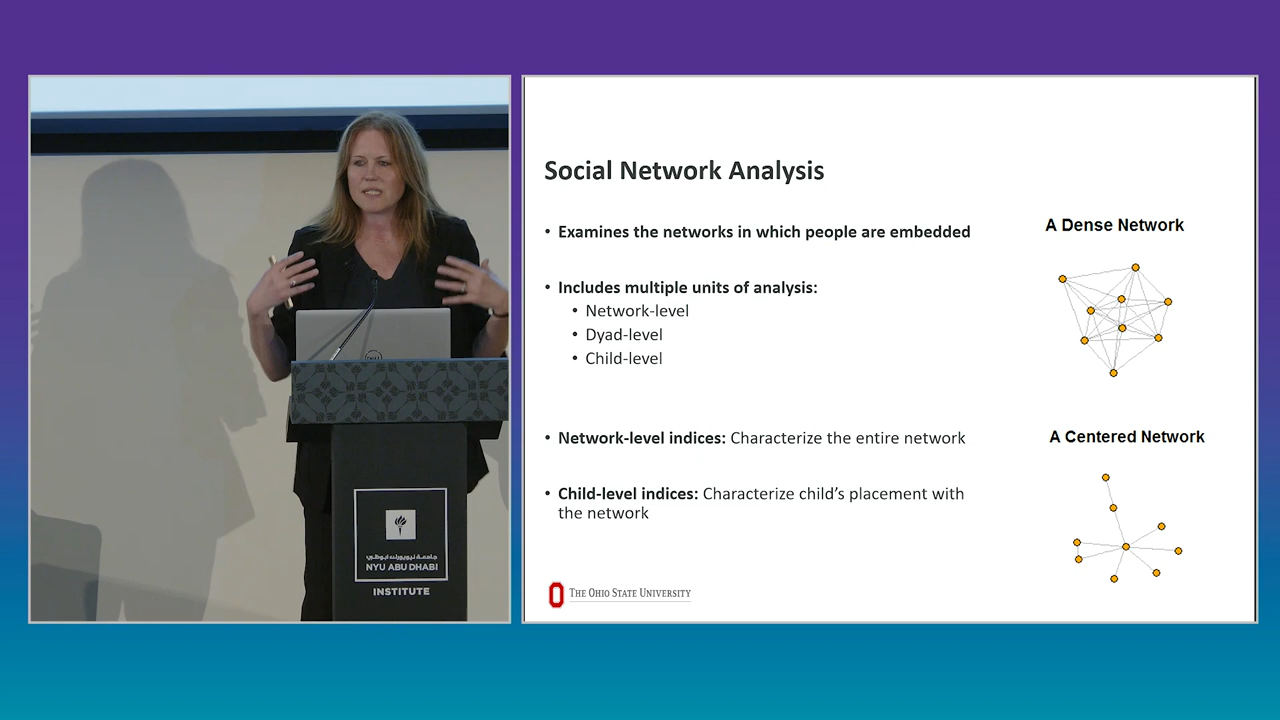 Social Network Analysis
• Examines the networks in which people are embedded
• Includes multiple units of analysis:
• Network-level
• Dyad-level
• Child-level
• Network-level indices: Characterize the entire network
• Child-level indices: Characterize child's placement with
the network
A Dense Network
A Centered Network
THE OHIO STATE UNIVERSITY
DELL
جامعة نيويورك أبوظبي
NYU ABU DHABI
INSTITUTE